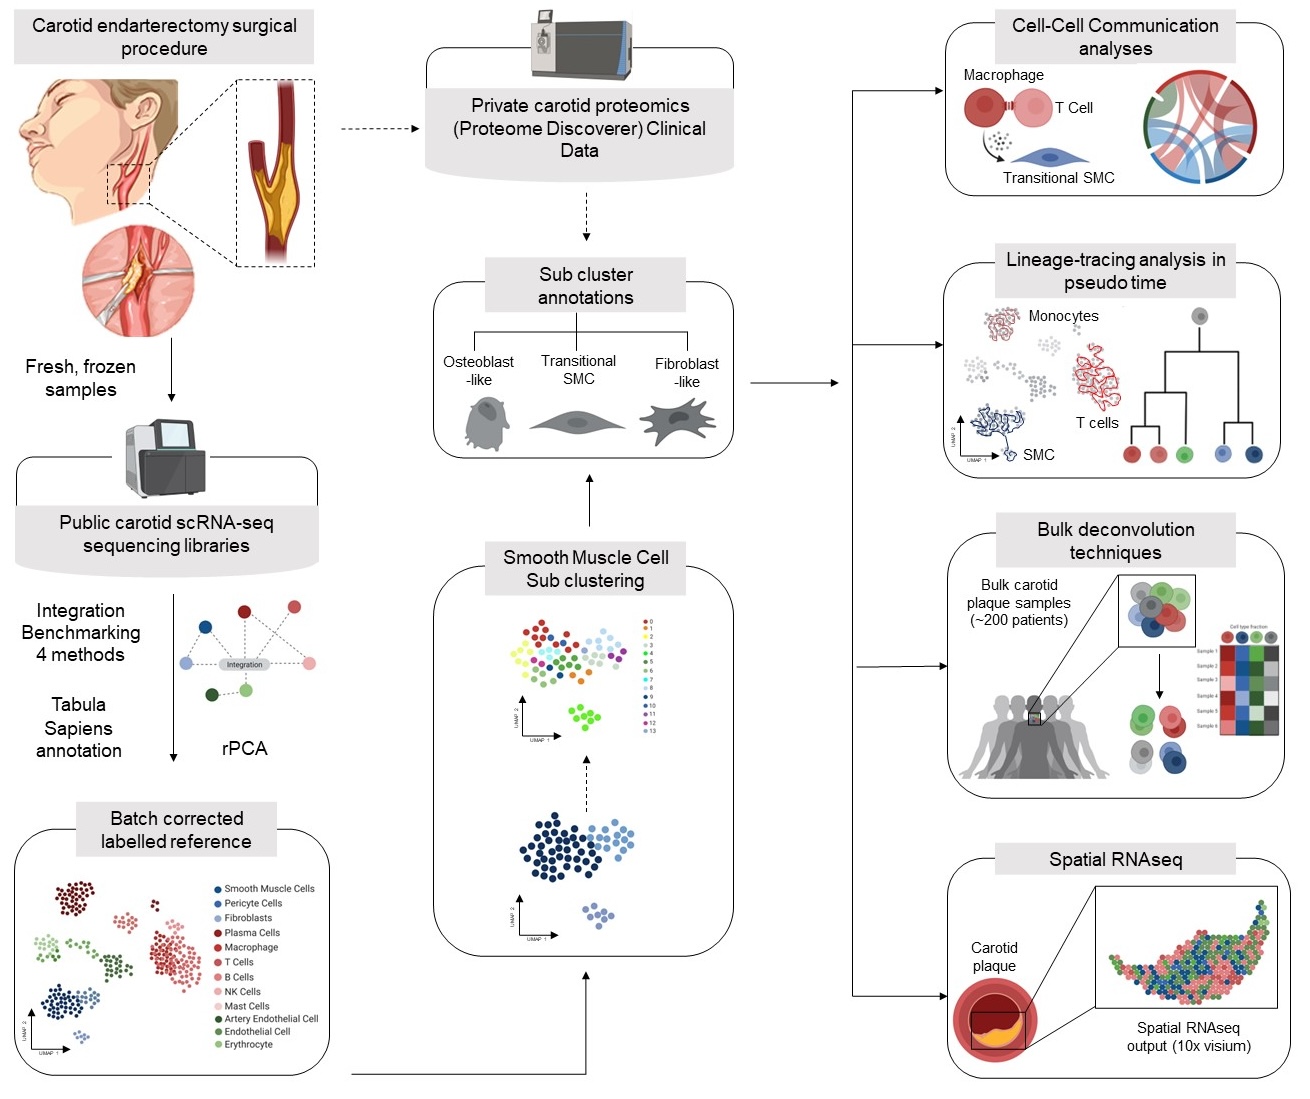 Carotid endarterectomy surgical
procedure
Fresh, frozen
samples
Public carotid scRNA-seq
sequencing libraries
Integration
Benchmarking
4 methods
Tabula
Sapiens
annotation
Integration
rPCA
Batch corrected
labelled reference
Smooth Muscle Cells
Pericyte Cells
Fibroblasts
Plasma Cells
Macrophage
T Cells
B Cells
NK Cells
Mast Cells
Artery Endothelial Cell
Endothelial Cell
Erythrocyte
UMAP 2
UMAP 1
Private carotid proteomics
(Proteome Discoverer) Clinical
Data
Sub cluster
annotations
Osteoblast
-like
Transitional
SMC
Fibroblast
-like
Smooth Muscle Cell
Sub clustering
0
1
2
3
4
5
6
7
8
9
10
11
12
13
UMAP 2
UMAP 1
UMAP 2
UMAP 1
Cell-Cell Communication
analyses
Macrophage
T Cell
Transitional SMC
Lineage-tracing analysis in
pseudo time
Monocytes
T cells
SMC
UMAP 2
UMAP 1
Bulk deconvolution
techniques
Bulk carotid
plaque samples
(~200 patients)
Cell type fraction
Sample 1
Sample 2
Sample 3
Sample 4
Sample 5
Sample 6
Spatial RNAseq
Carotid
plaque
Spatial RNAseq
output (10x visium)